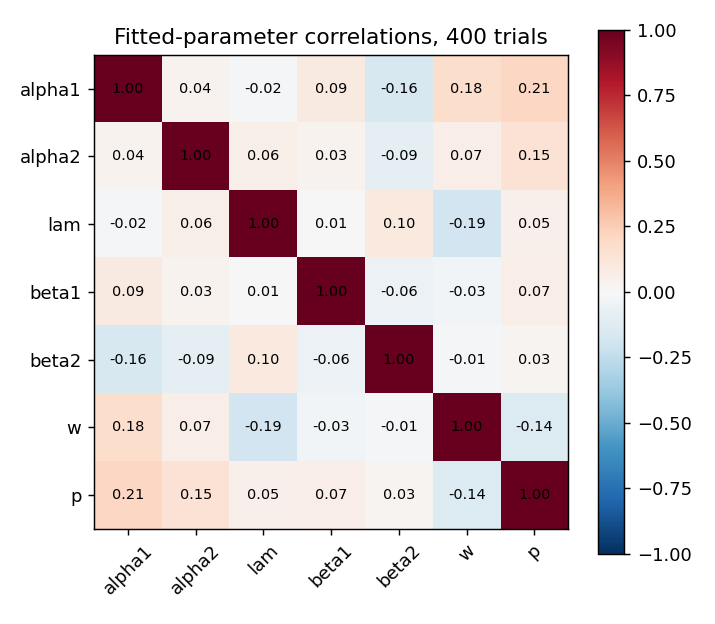 Fitted-parameter correlations, 400 trials
alpha1 1.00 0.04 -0.02 0.09 -0.16 0.18 0.21
alpha2 0.04 1.00 0.06 0.03 -0.09 0.07 0.15
lam -0.02 0.06 1.00 0.01 0.10 -0.19 0.05
beta1 0.09 0.03 0.01 1.00 -0.06 -0.03 0.07
beta2 -0.16 -0.09 0.10 -0.06 1.00 -0.01 0.03
w 0.18 0.07 -0.19 -0.03 -0.01 1.00 -0.14
p 0.21 0.15 0.05 0.07 0.03 -0.14 1.00
alpha1 alpha2 lam beta1 beta2 w p
1.00
0.75
0.50
0.25
0.00
−0.25
−0.50
−0.75
−1.00